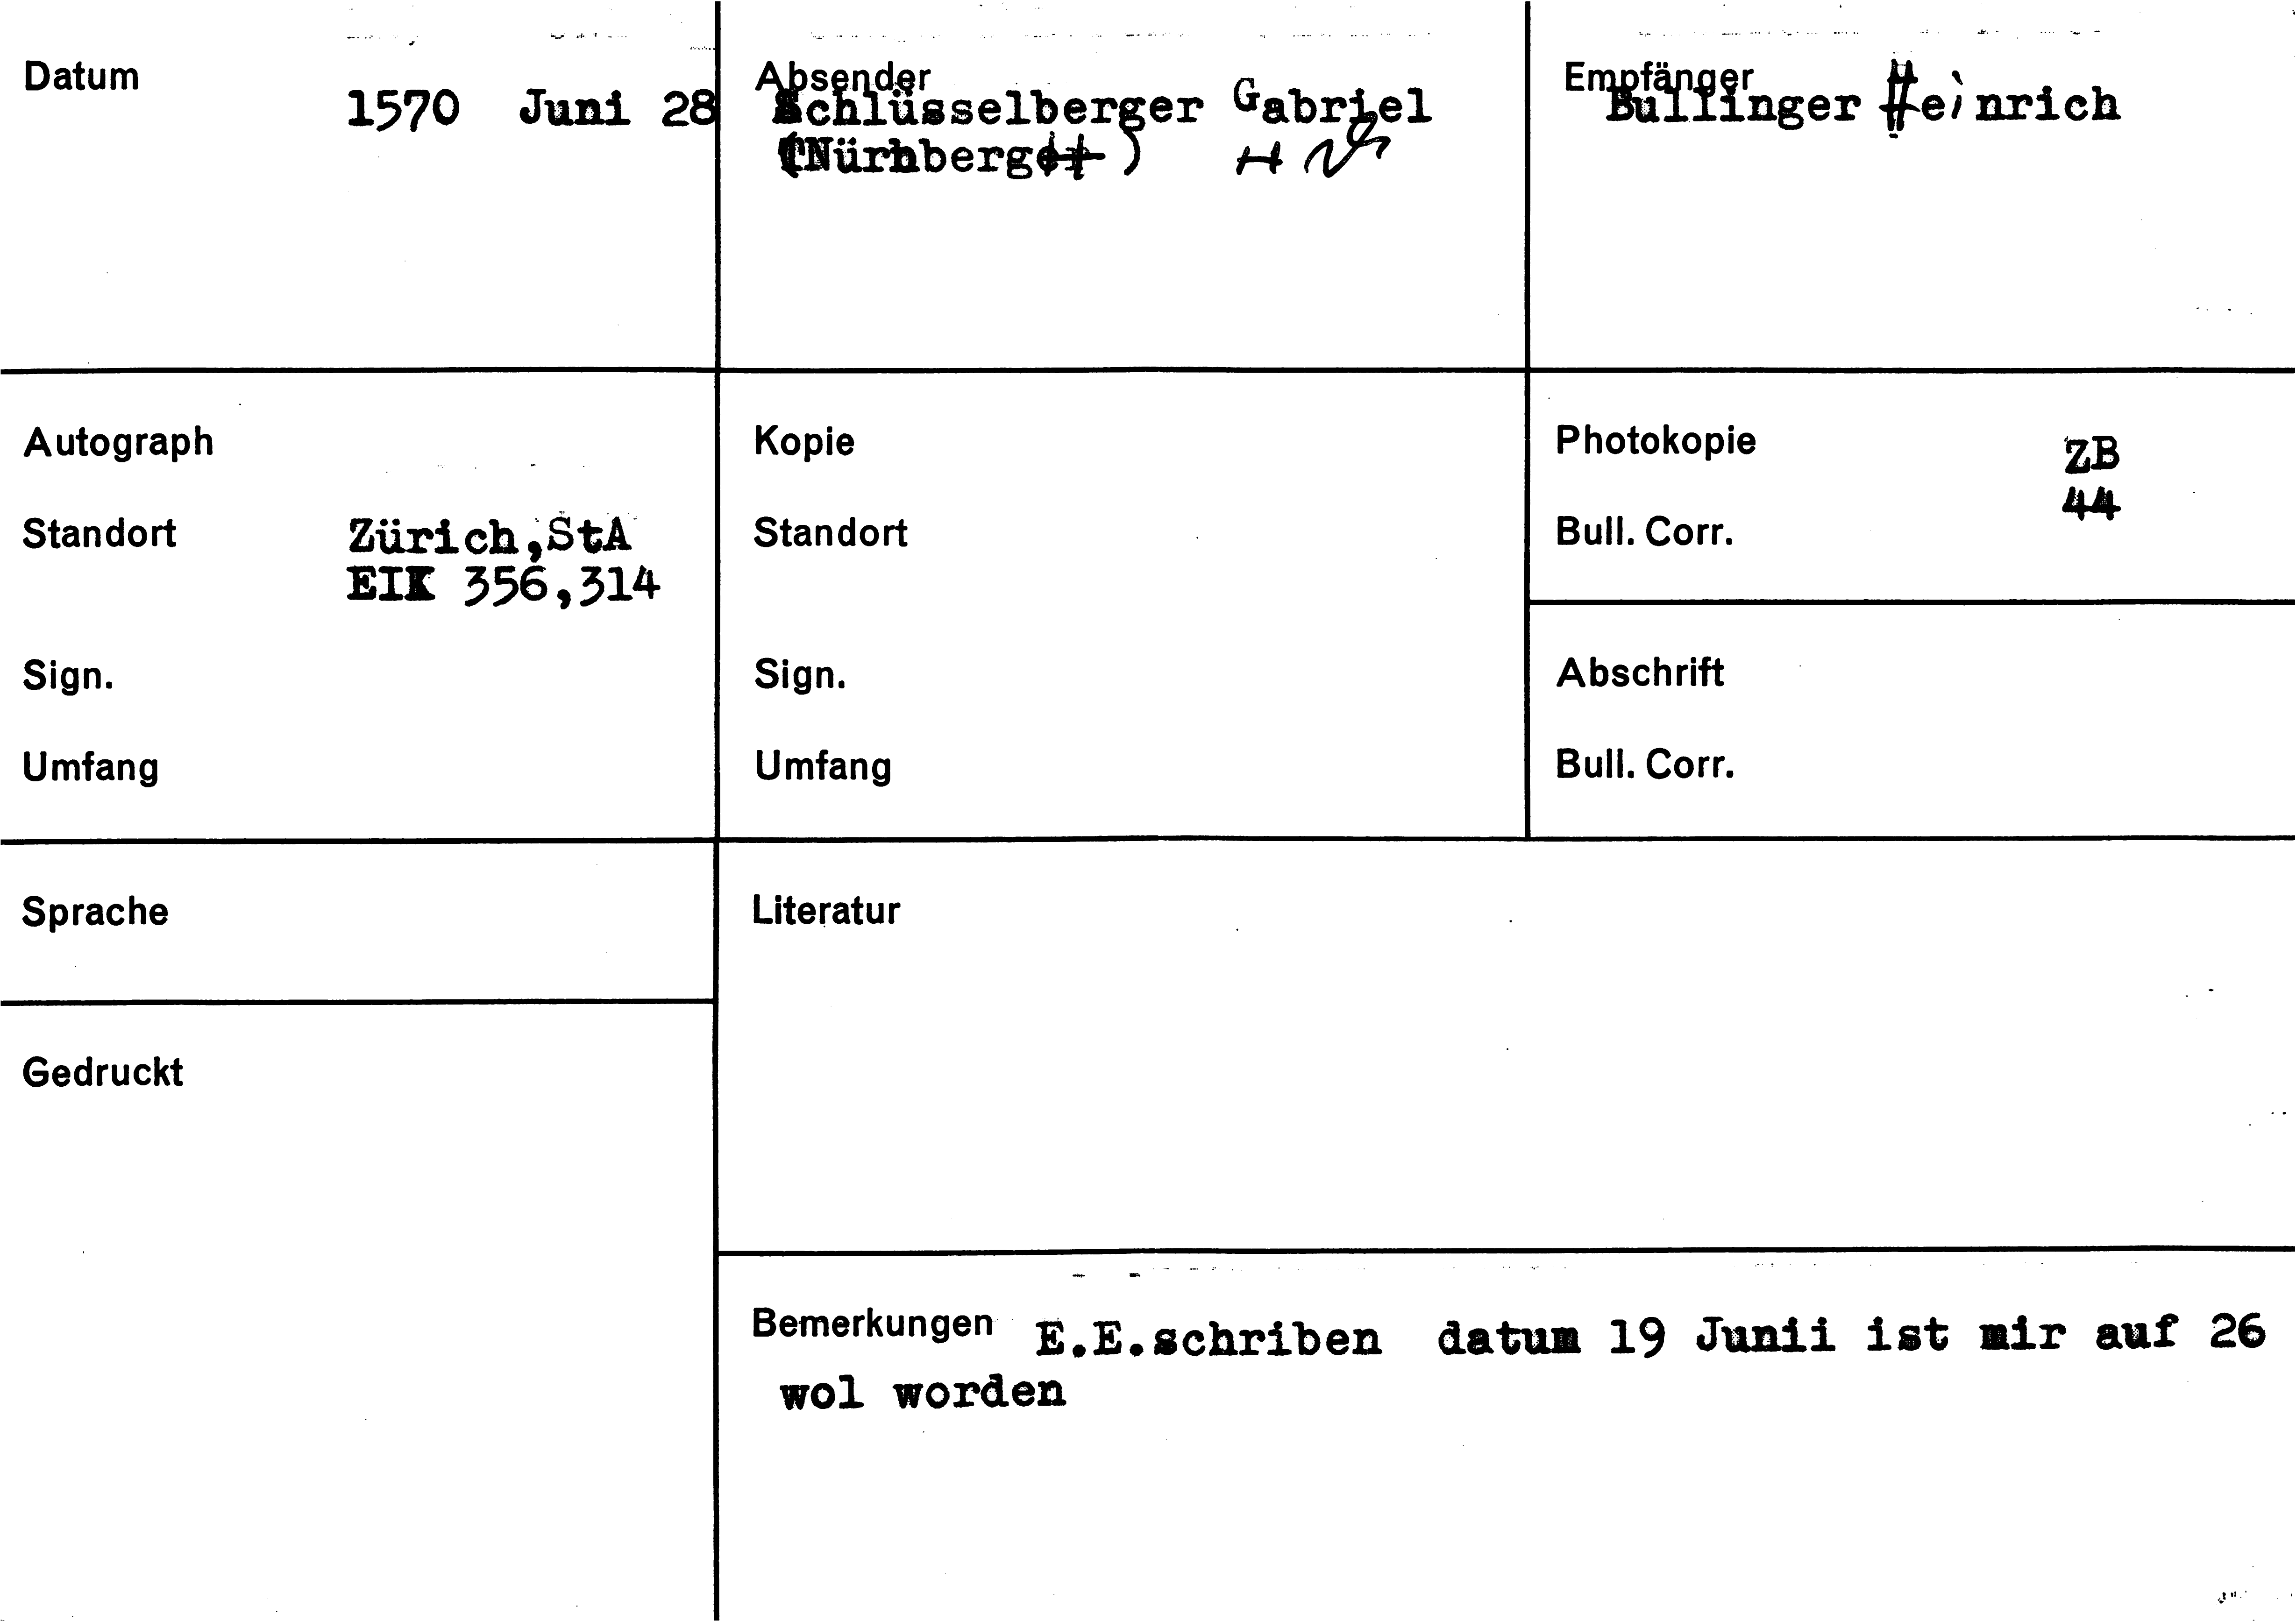 Datum
1570 Juni 28
Absender
Schlüsselberger Gabriel
(Nürnberg)
Empfänger
Bullinger Heinrich
Autograph
Standort
Zürich, StA
EII 356,314
Sign.
Umfang
Kopie
Standort
Sign.
Umfang
Photokopie
ZB
44
Bull. Corr.
Abschrift
Bull. Corr.
Sprache
Gedruckt
Literatur
Bemerkungen E.E.schriben datum 19 Junii ist mir auf 26
wol worden